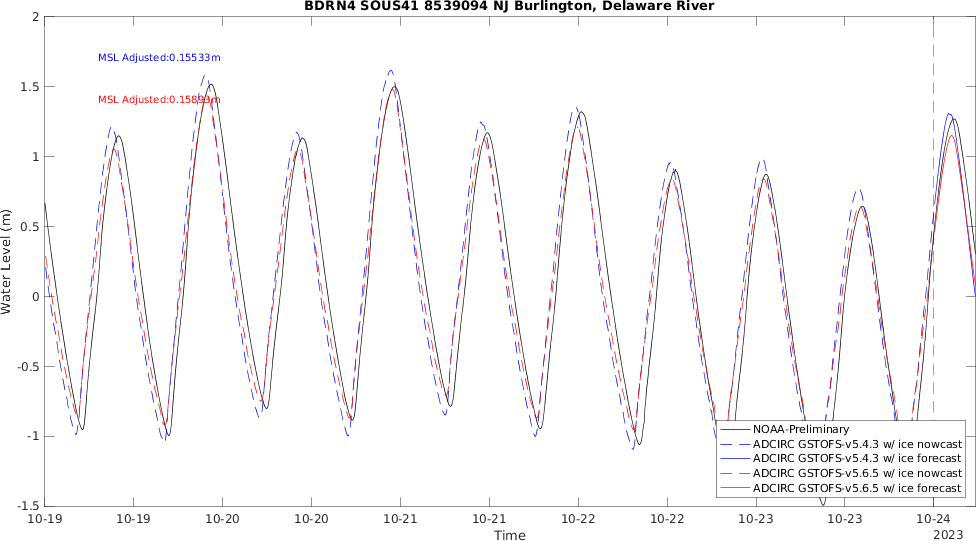 BDRN4 SOUS41 8539094 NJ Burlington, Delaware River
2
1.5
1
0.5
0
-0.5
-1
-1.5
Water Level (m)
MSL Adjusted:0.15533m
MSL Adjusted:0.15893m
NOAA-Preliminary
ADCIRC GSTOFS-v5.4.3 w/ ice nowcast
ADCIRC GSTOFS-v5.4.3 w/ ice forecast
ADCIRC GSTOFS-v5.6.5 w/ ice nowcast
ADCIRC GSTOFS-v5.6.5 w/ ice forecast
10-19 10-19 10-20 10-20 10-21 10-21 10-22 10-22 10-23 10-23 10-24
Time
2023